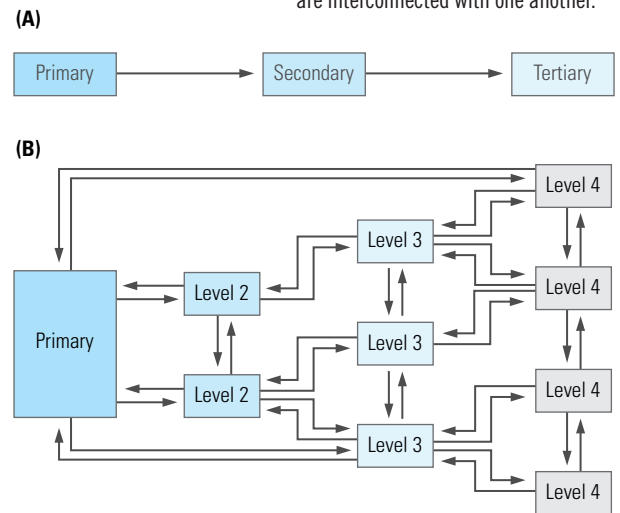 are interconnected with one another.
(A)
Primary
Secondary
Tertiary
(B)
Level 4
Level 3
Level 2
Level 4
Primary
Level 3
Level 2
Level 4
Level 3
Level 4